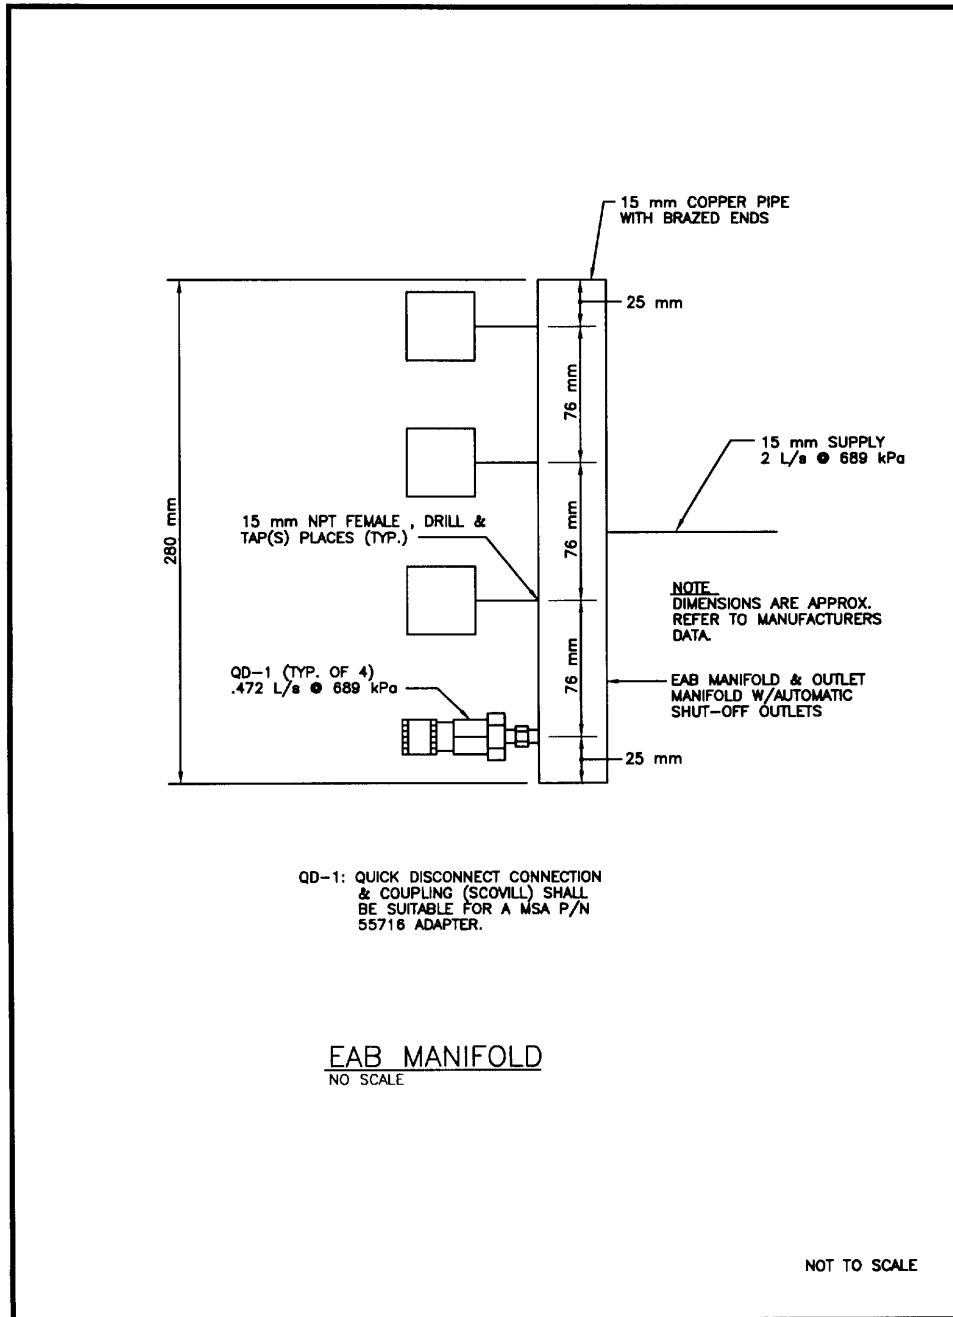 15 mm COPPER PIPE
WITH BRAZED ENDS
25 mm
76 mm
15 mm SUPPLY
2 L/s @ 689 kPa
280 mm
15 mm NPT FEMALE , DRILL &
TAP(S) PLACES (TYP.)
76 mm
NOTE
DIMENSIONS ARE APPROX.
REFER TO MANUFACTURERS
DATA.
QD-1 (TYP. OF 4)
.472 L/s @ 689 kPa
76 mm
EAB MANIFOLD & OUTLET
MANIFOLD W/AUTOMATIC
SHUT-OFF OUTLETS
25 mm
QD-1: QUICK DISCONNECT CONNECTION
& COUPLING (SCOVILL) SHALL
BE SUITABLE FOR A MSA P/N
55716 ADAPTER.
EAB MANIFOLD
NO SCALE
NOT TO SCALE